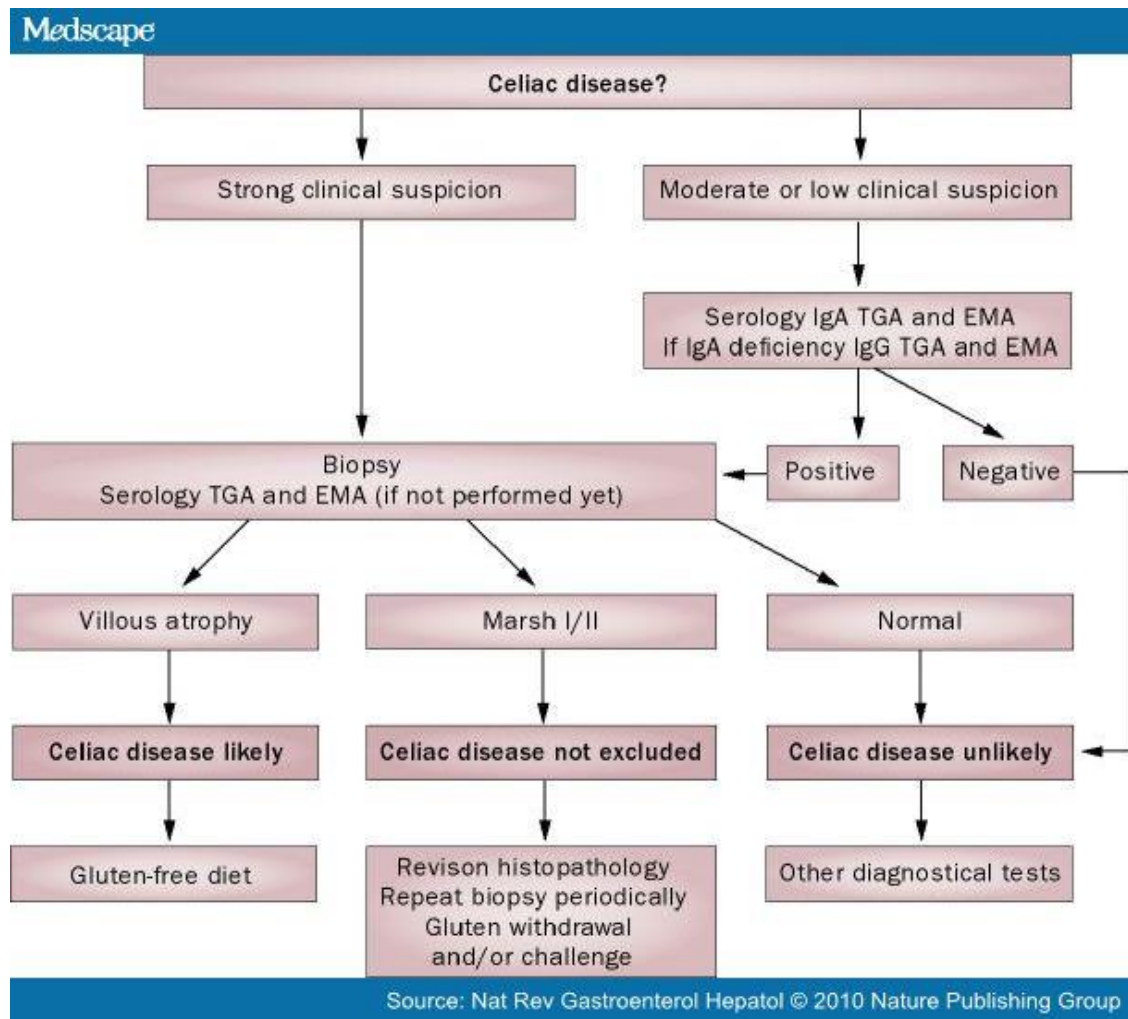 Medscape
Celiac disease?
Strong clinical suspicion
Moderate or low clinical suspicion
Serology IgA TGA and EMA
If IgA deficiency IgG TGA and EMA
Biopsy
Serology TGA and EMA (if not performed yet)
Positive
Negative
Villous atrophy
Marsh I/II
Normal
Celiac disease likely
Celiac disease not excluded
Celiac disease unlikely
Gluten-free diet
Revison histopathology
Repeat biopsy periodically
Gluten withdrawal
and/or challenge
Other diagnostical tests
Source: Nat Rev Gastroenterol Hepatol © 2010 Nature Publishing Group